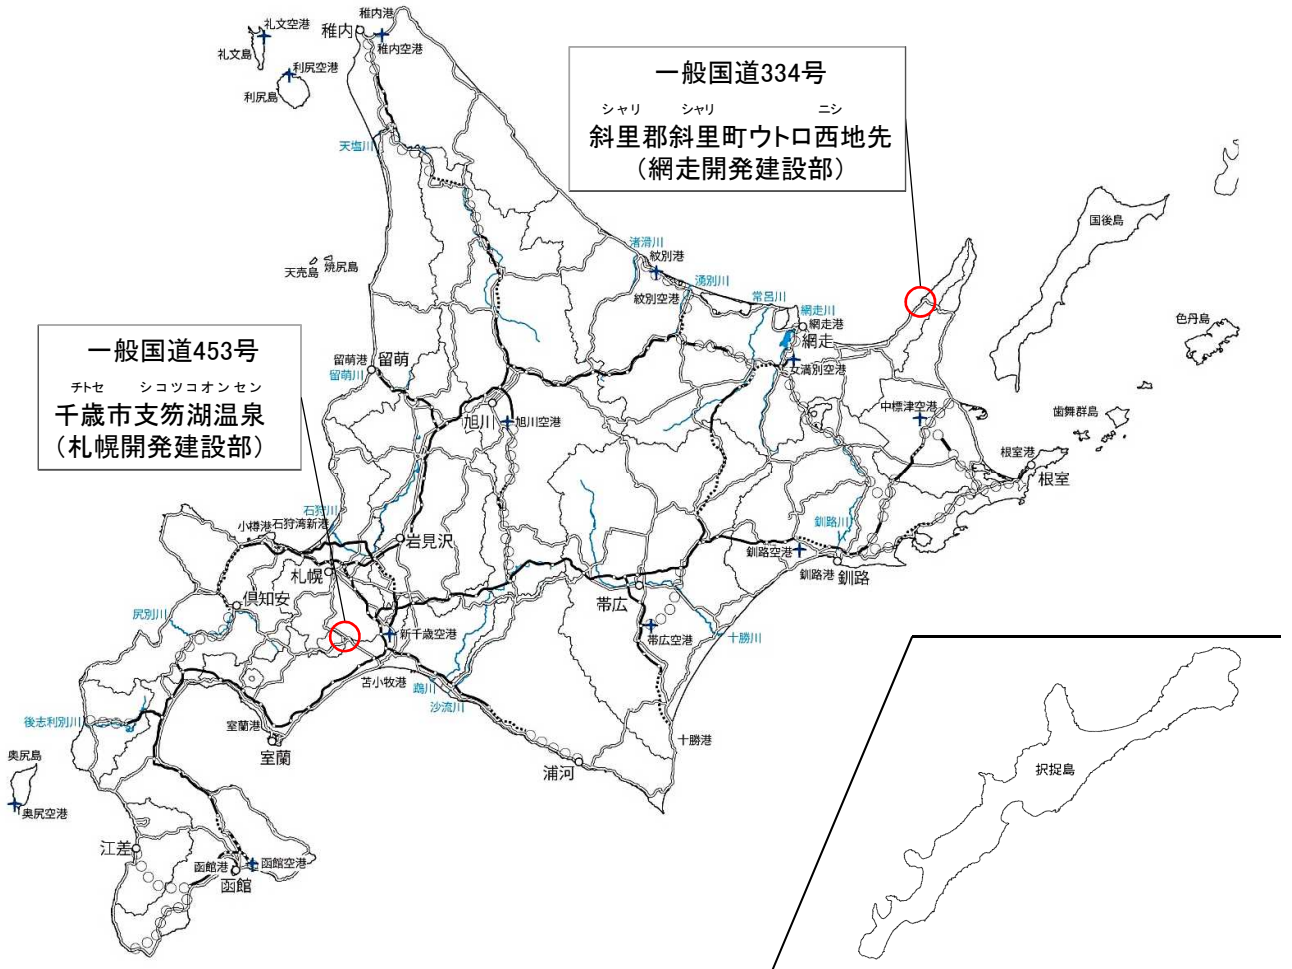 礼文空港
礼文島
利尻空港
利尻島
稚内港
稚内
稚内空港
天塩川
一般国道334号
シャリ シャリ ニシ
斜里郡斜里町ウトロ西地先
（網走開発建設部）
国後島
色丹島
歯舞群島
天売島
焼尻島
渚滑川
紋別港
紋別空港
湧別川
常呂川
網走川
網走港
網走
女満別空港
中標津空港
根室港
根室
一般国道453号
チトセ シコツコオンセン
千歳市支笏湖温泉
（札幌開発建設部）
留萌港
留萌
留萌川
旭川
旭川空港
石狩川
小樽港
石狩湾新港
岩見沢
札幌
倶知安
尻別川
新千歳空港
苫小牧港
鵡川
沙流川
釧路川
釧路空港
釧路港
釧路
帯広
帯広空港
十勝川
十勝港
浦河
後志利別川
室蘭港
室蘭
奥尻島
奥尻空港
江差
函館港
函館
函館空港
択捉島